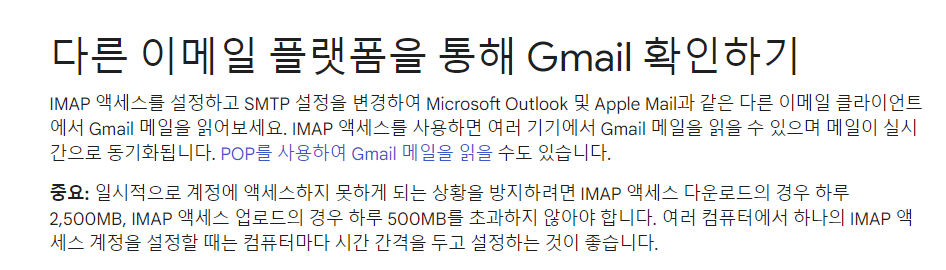 다른 이메일 플랫폼을 통해 Gmail 확인하기
IMAP 액세스를 설정하고 SMTP 설정을 변경하여 Microsoft Outlook 및 Apple Mail과 같은 다른 이메일 클라이언트
에서 Gmail 메일을 읽어보세요. IMAP 액세스를 사용하면 여러 기기에서 Gmail 메일을 읽을 수 있으며 메일이 실시
간으로 동기화됩니다. POP를 사용하여 Gmail 메일을 읽을 수도 있습니다.
중요: 일시적으로 계정에 액세스하지 못하게 되는 상황을 방지하려면 IMAP 액세스 다운로드의 경우 하루
2,500MB, IMAP 액세스 업로드의 경우 하루 500MB를 초과하지 않아야 합니다. 여러 컴퓨터에서 하나의 IMAP 액
세스 계정을 설정할 때는 컴퓨터마다 시간 간격을 두고 설정하는 것이 좋습니다.